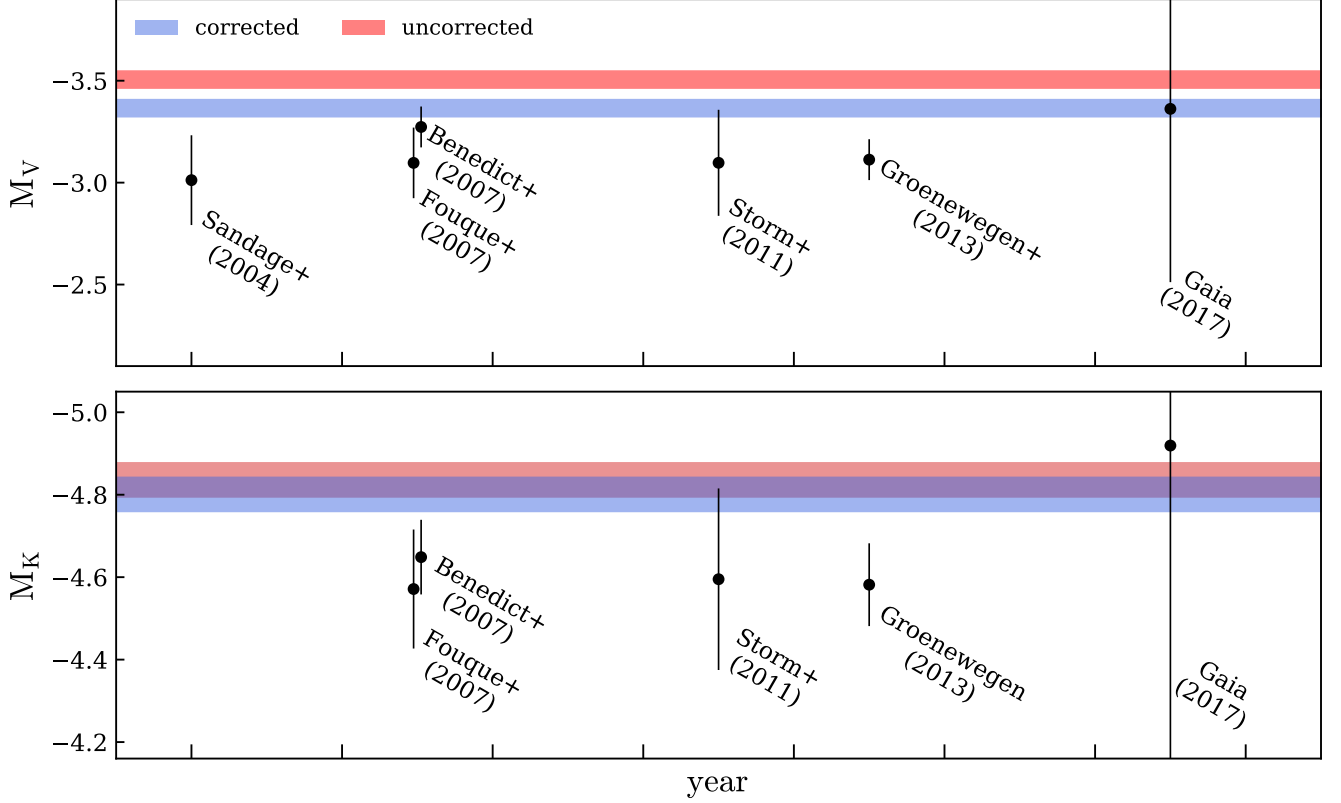 corrected
uncorrected
−3.5
−3.0
−2.5
M_V
Sandage+
(2004)
Benedict+
(2007)
Fouque+
(2007)
Storm+
(2011)
Groenewegen+
(2013)
Gaia
(2017)
−5.0
−4.8
−4.6
−4.4
−4.2
M_K
Benedict+
(2007)
Fouque+
(2007)
Storm+
(2011)
Groenewegen
(2013)
Gaia
(2017)
year